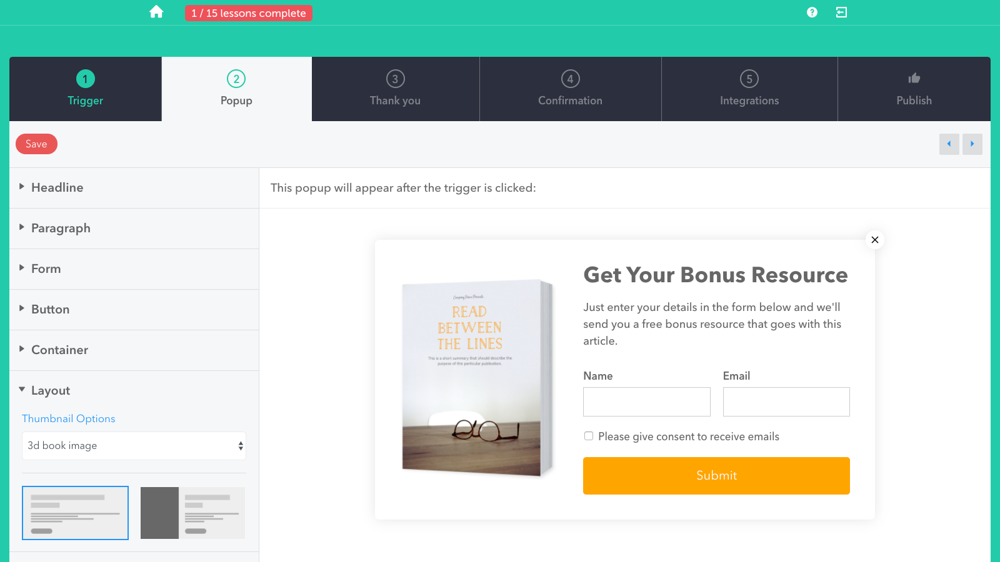 1 / 15 lessons complete
?
1
Trigger
2
Popup
3
Thank you
4
Confirmation
5
Integrations
Publish
Save
Headline
Paragraph
Form
Button
Container
Layout
Thumbnail Options
3d book image
This popup will appear after the trigger is clicked:
Company Name Presents
READ
BETWEEN
THE LINES
This is a short summary that should describe the
purpose of this particular publication.
Get Your Bonus Resource
Just enter your details in the form below and we'll
send you a free bonus resource that goes with this
article.
Name
Email
Please give consent to receive emails
Submit